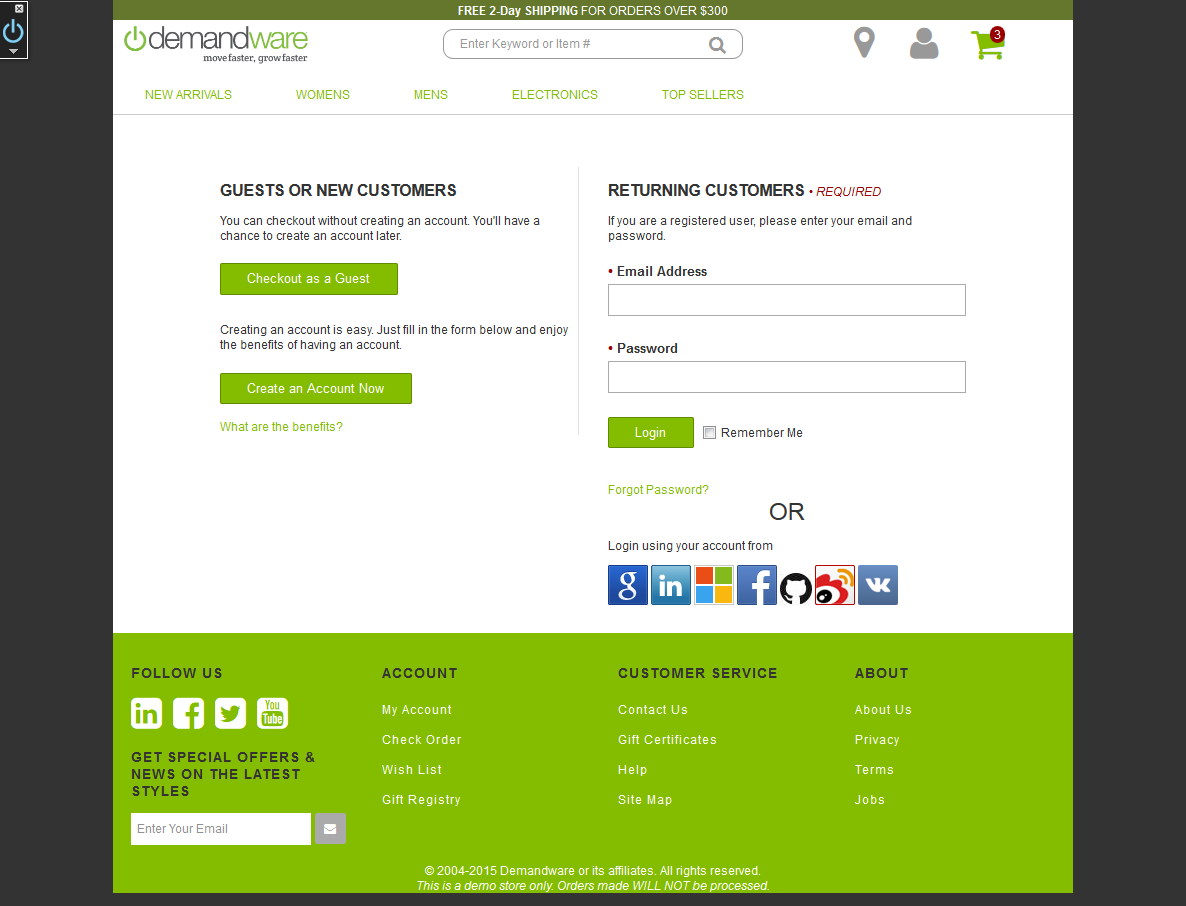 FREE 2-Day SHIPPING FOR ORDERS OVER $300
demandware
move faster, grow faster
Enter Keyword or Item #
3
NEW ARRIVALS
WOMENS
MENS
ELECTRONICS
TOP SELLERS
GUESTS OR NEW CUSTOMERS
You can checkout without creating an account. You'll have a
chance to create an account later.
Checkout as a Guest
Creating an account is easy. Just fill in the form below and enjoy
the benefits of having an account.
Create an Account Now
What are the benefits?
RETURNING CUSTOMERS • REQUIRED
If you are a registered user, please enter your email and
password.
• Email Address
• Password
Login
Remember Me
Forgot Password?
OR
Login using your account from
g
in
f
FOLLOW US
in
f
You
Tube
GET SPECIAL OFFERS &
NEWS ON THE LATEST
STYLES
Enter Your Email
ACCOUNT
My Account
Check Order
Wish List
Gift Registry
CUSTOMER SERVICE
Contact Us
Gift Certificates
Help
Site Map
ABOUT
About Us
Privacy
Terms
Jobs
© 2004-2015 Demandware or its affiliates. All rights reserved.
This is a demo store only. Orders made WILL NOT be processed.